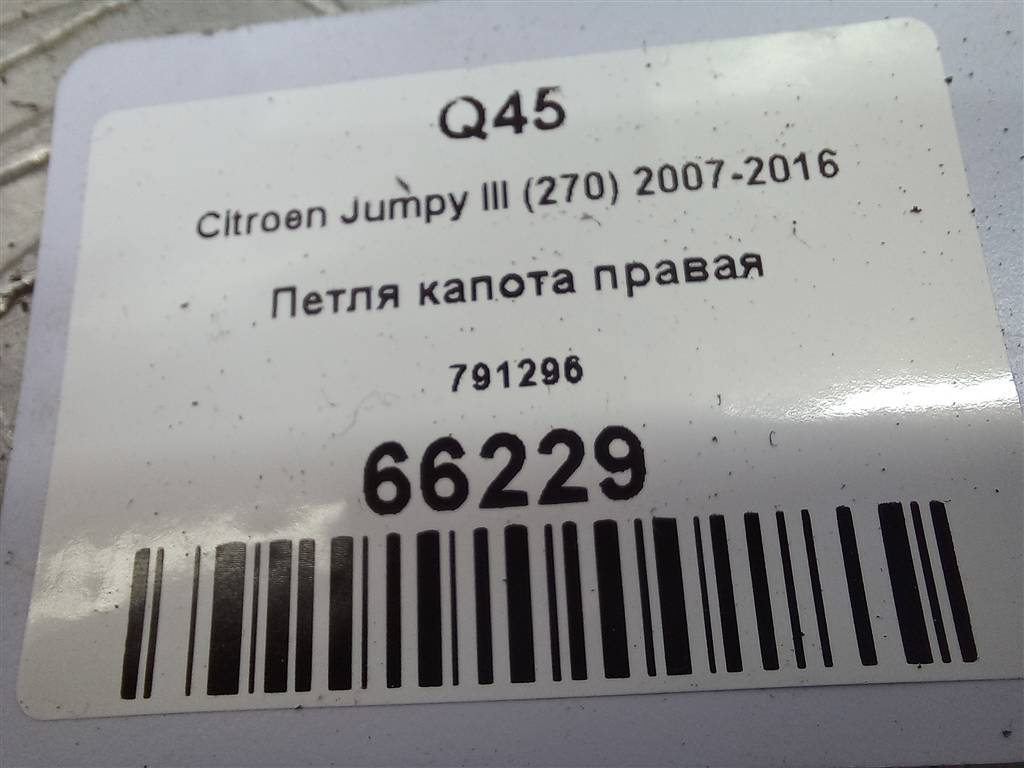 Q45
Citroen Jumpy III (270) 2007-2016
Петля капота правая
791296
66229